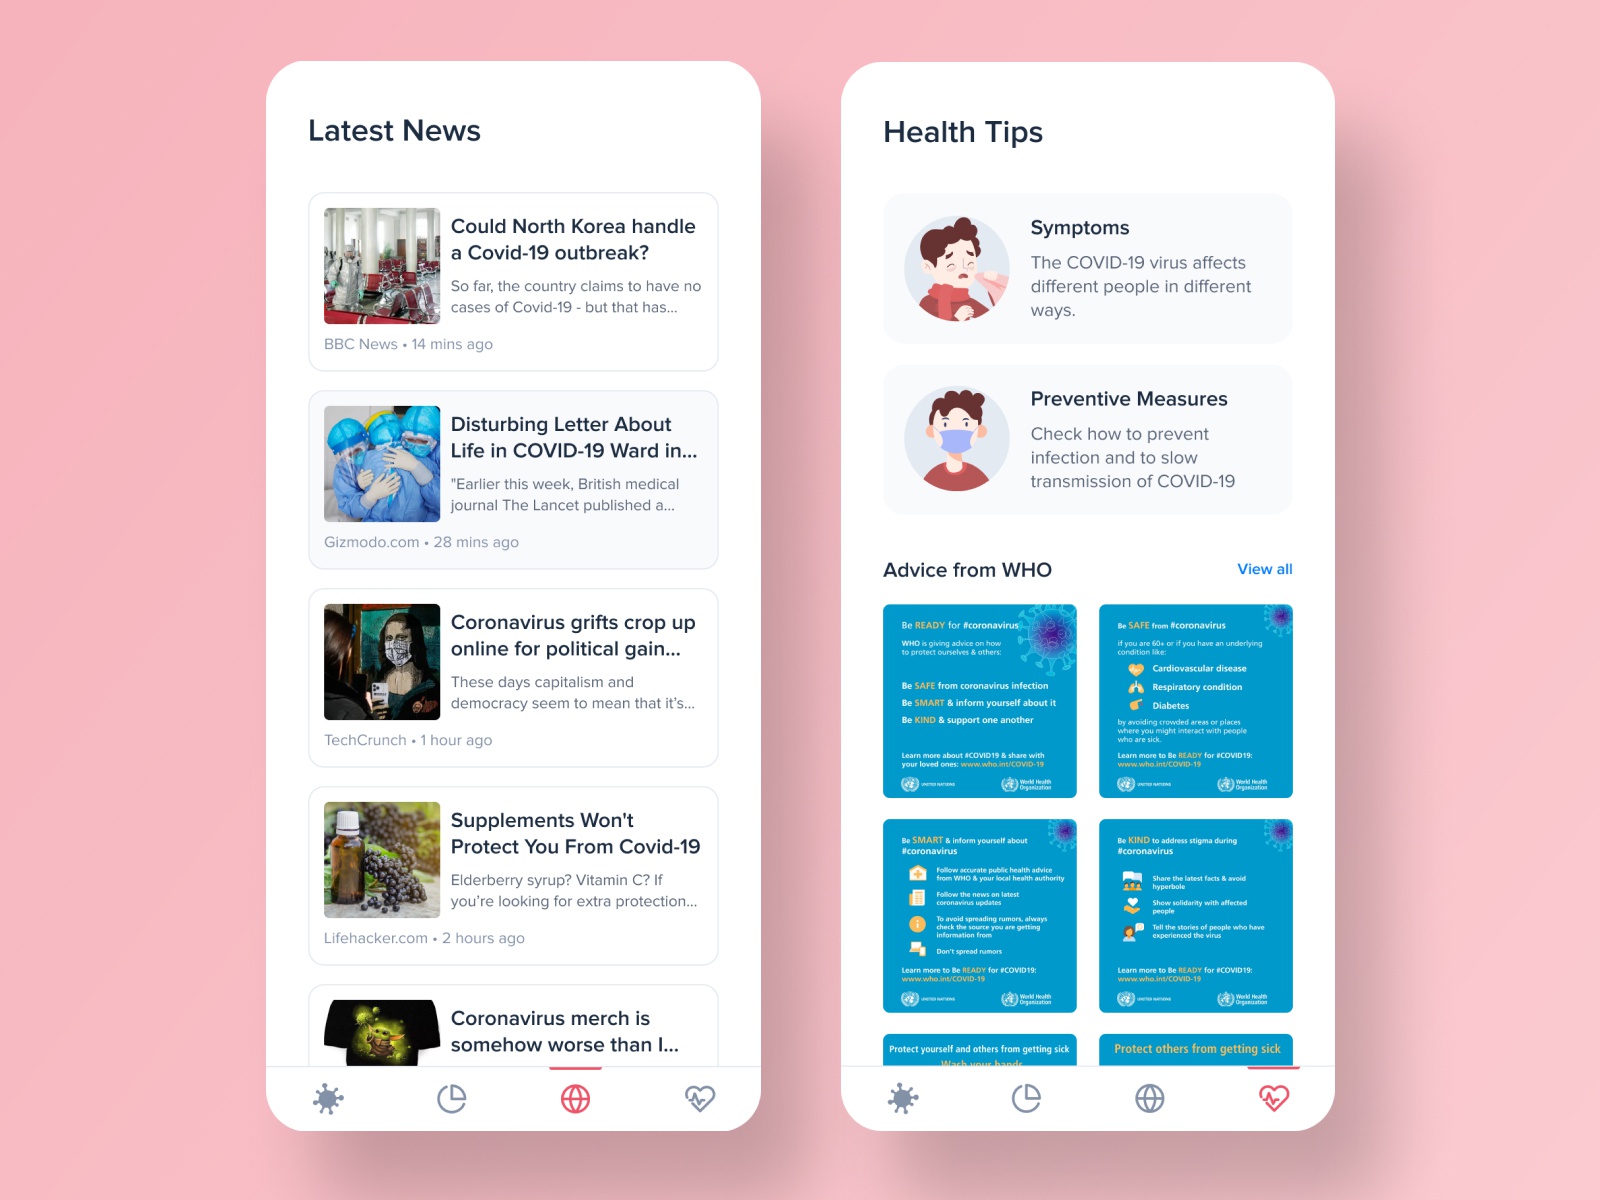 Latest News
Could North Korea handle
a Covid-19 outbreak?
So far, the country claims to have no
cases of Covid-19 - but that has...
BBC News • 14 mins ago
Disturbing Letter About
Life in COVID-19 Ward in...
"Earlier this week, British medical
journal The Lancet published a...
Gizmodo.com • 28 mins ago
Coronavirus grifts crop up
online for political gain...
These days capitalism and
democracy seem to mean that it's...
TechCrunch • 1 hour ago
Supplements Won't
Protect You From Covid-19
Elderberry syrup? Vitamin C? If
you're looking for extra protection...
Lifehacker.com • 2 hours ago
Coronavirus merch is
somehow worse than I...
Health Tips
Symptoms
The COVID-19 virus affects
different people in different
ways.
Preventive Measures
Check how to prevent
infection and to slow
transmission of COVID-19
Advice from WHO
View all
Be READY for #coronavirus
WHO is giving advice on how
to protect ourselves & others:
Be SAFE from coronavirus infection
Be SMART & inform yourself about it
Be KIND & support one another
Learn more about #COVID19 & share with
your loved ones: www.who.int/COVID-19
UNITED NATIONS
World Health
Organization
Be SAFE from #coronavirus
if you are 60+ or if you have an underlying
condition like:
Cardiovascular disease
Respiratory condition
Diabetes
by avoiding crowded areas or places
where you might interact with people
who are sick.
Learn more to Be READY for #COVID19:
www.who.int/COVID-19
UNITED NATIONS
World Health
Organization
Be SMART & inform yourself about
#coronavirus
Follow accurate public health advice
from WHO & your local health authority
Follow the news on latest
coronavirus updates
To avoid spreading rumors, always
check the source you are getting
information from
Don't spread rumors
Learn more to Be READY for #COVID19:
www.who.int/COVID-19
UNITED NATIONS
World Health
Organization
Be KIND to address stigma during
#coronavirus
Share the latest facts & avoid
hyperbole
Show solidarity with affected
people
Tell the stories of people who have
experienced the virus
Learn more to Be READY for #COVID19:
www.who.int/COVID-19
UNITED NATIONS
World Health
Organization
Protect yourself and others from getting sick
Wash your hands
Protect others from getting sick